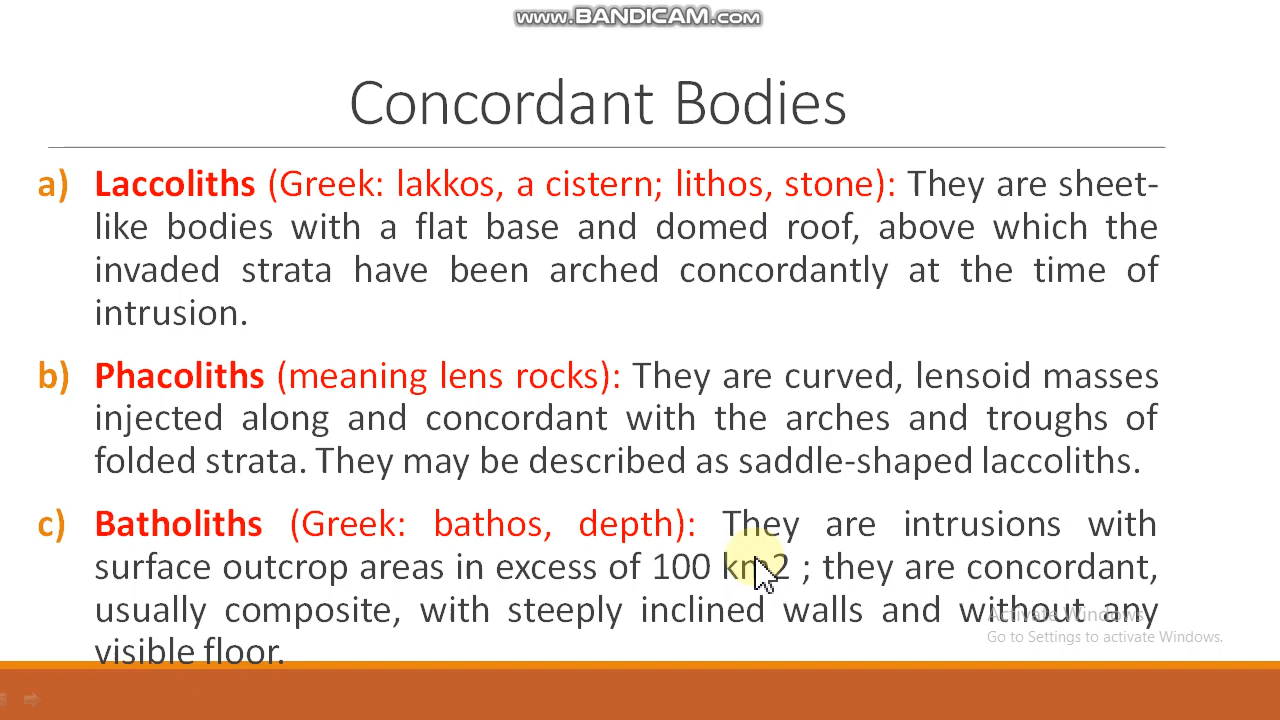 www.BANDICAM.com
Concordant Bodies
a) Laccoliths (Greek: lakkos, a cistern; lithos, stone): They are sheet-
like bodies with a flat base and domed roof, above which the
invaded strata have been arched concordantly at the time of
intrusion.
b) Phacoliths (meaning lens rocks): They are curved, lensoid masses
injected along and concordant with the arches and troughs of
folded strata. They may be described as saddle-shaped laccoliths.
c) Batholiths (Greek: bathos, depth): They are intrusions with
surface outcrop areas in excess of 100 km2 ; they are concordant,
usually composite, with steeply inclined walls and without any
visible floor.
Activate Windows
Go to Settings to activate Windows.